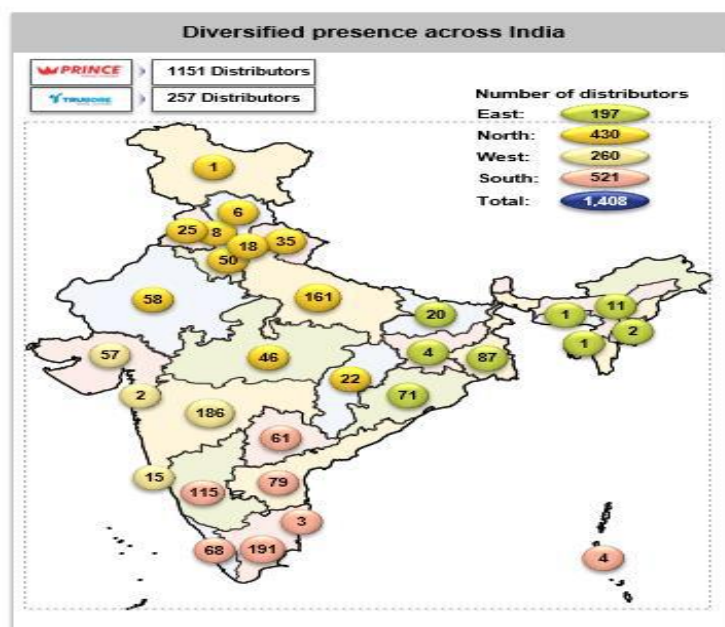 Diversified presence across India
PRINCE
1151 Distributors
TRUBORE
257 Distributors
Number of distributors
East: 197
North: 430
West: 260
South: 521
Total: 1,408
1
6
25
8
18
35
50
58
161
20
1
11
2
1
57
46
4
87
2
22
71
186
61
15
115
79
3
68
191
4